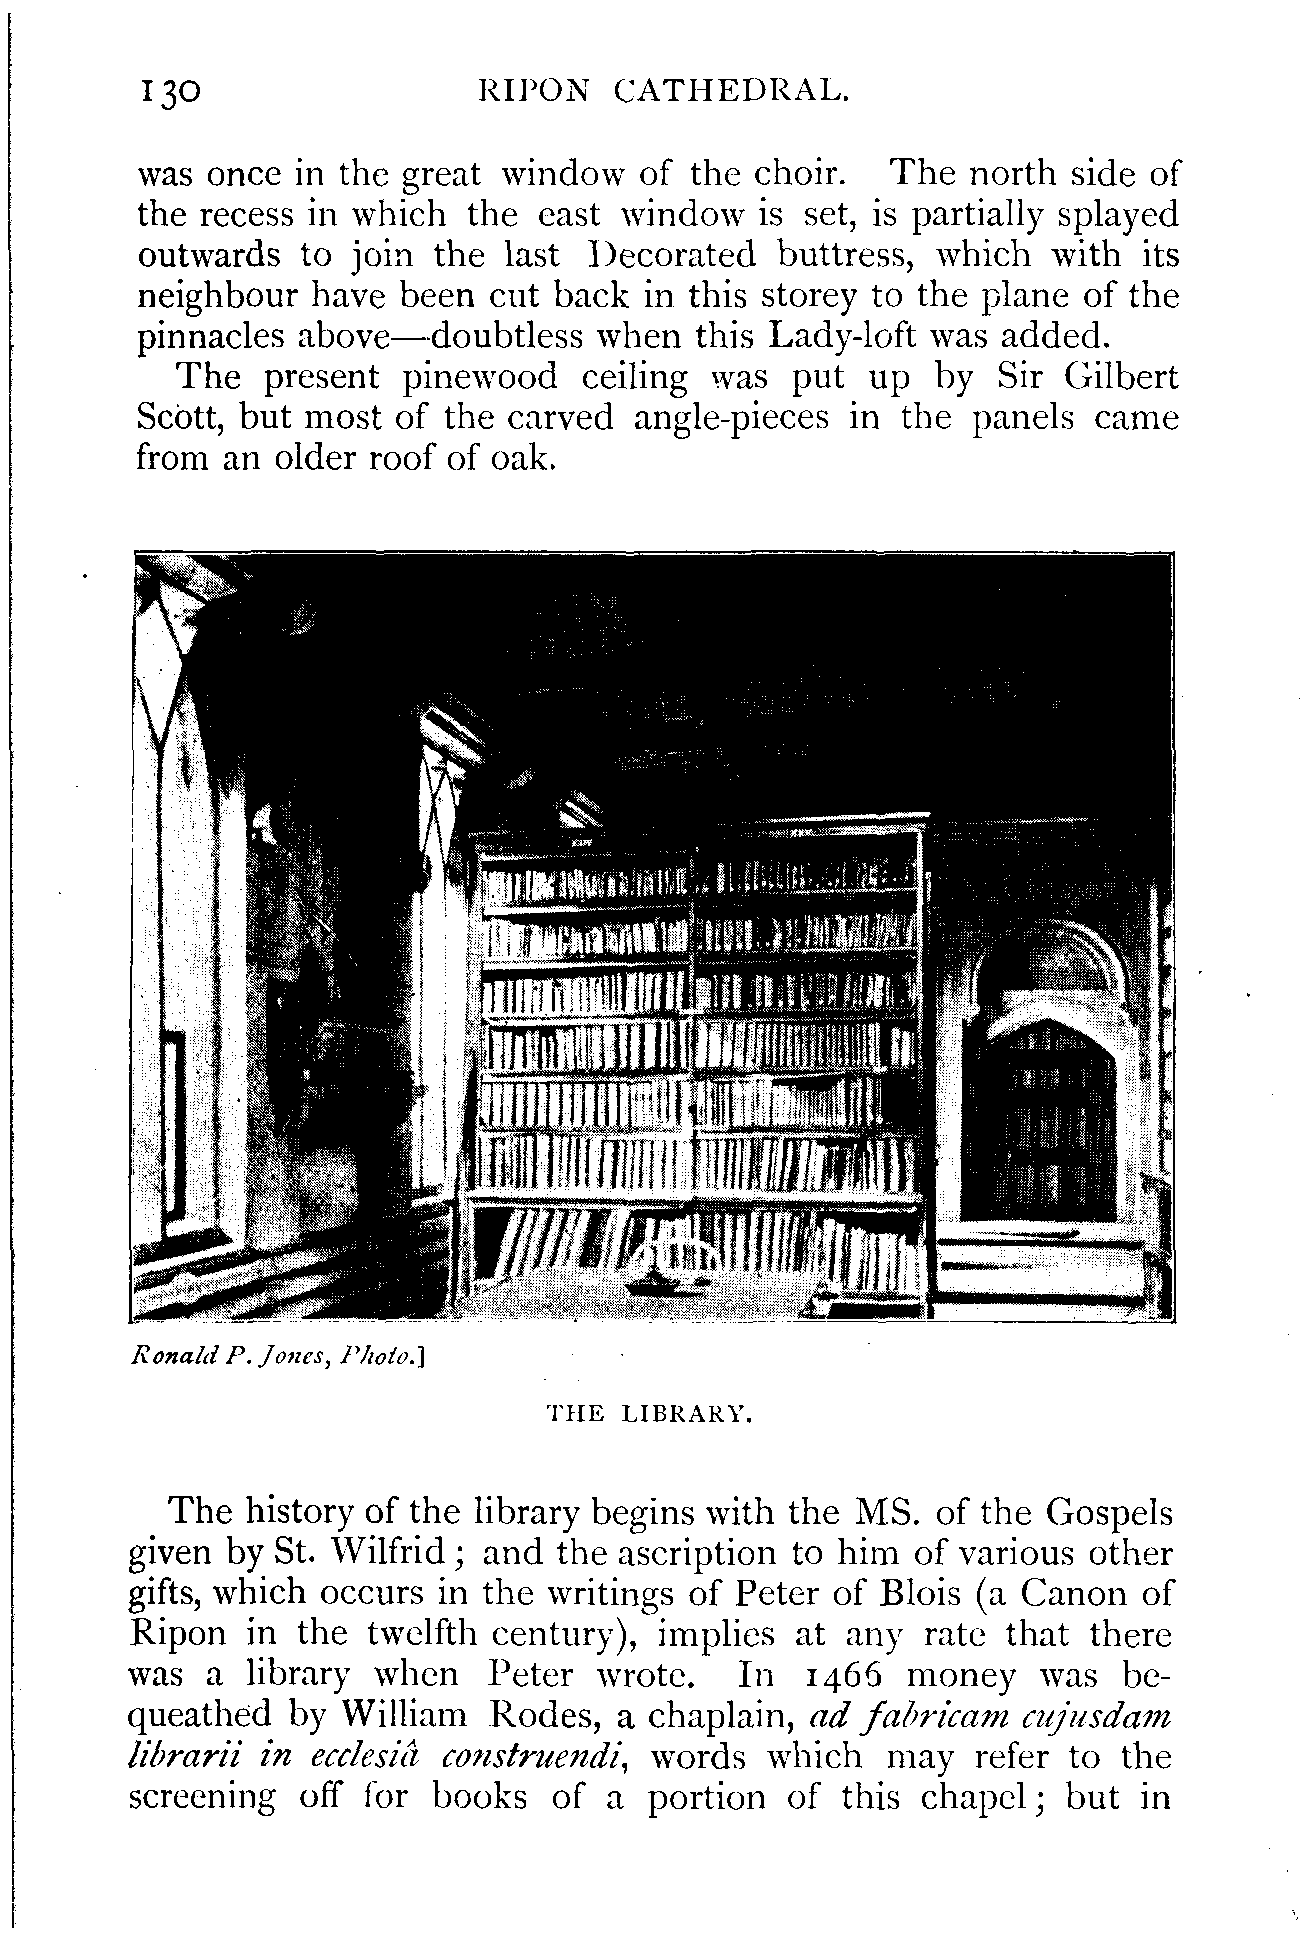 130 RIPON CATHEDRAL.
was once in the great window of the choir. The north side of
the recess in which the east window is set, is partially splayed
outwards to join the last Decorated buttress, which with its
neighbour have been cut back in this storey to the plane of the
pinnacles above—doubtless when this Lady-loft was added.
The present pinewood ceiling was put up by Sir Gilbert
Scott, but most of the carved angle-pieces in the panels came
from an older roof of oak.
Ronald P. Jones, Photo.]
THE LIBRARY.
The history of the library begins with the MS. of the Gospels
given by St. Wilfrid ; and the ascription to him of various other
gifts, which occurs in the writings of Peter of Blois (a Canon of
Ripon in the twelfth century), implies at any rate that there
was a library when Peter wrote. In 1466 money was be-
queathed by William Rodes, a chaplain, ad fabricam cujusdam
librarii in ecclesiâ construendi, words which may refer to the
screening off for books of a portion of this chapel ; but in